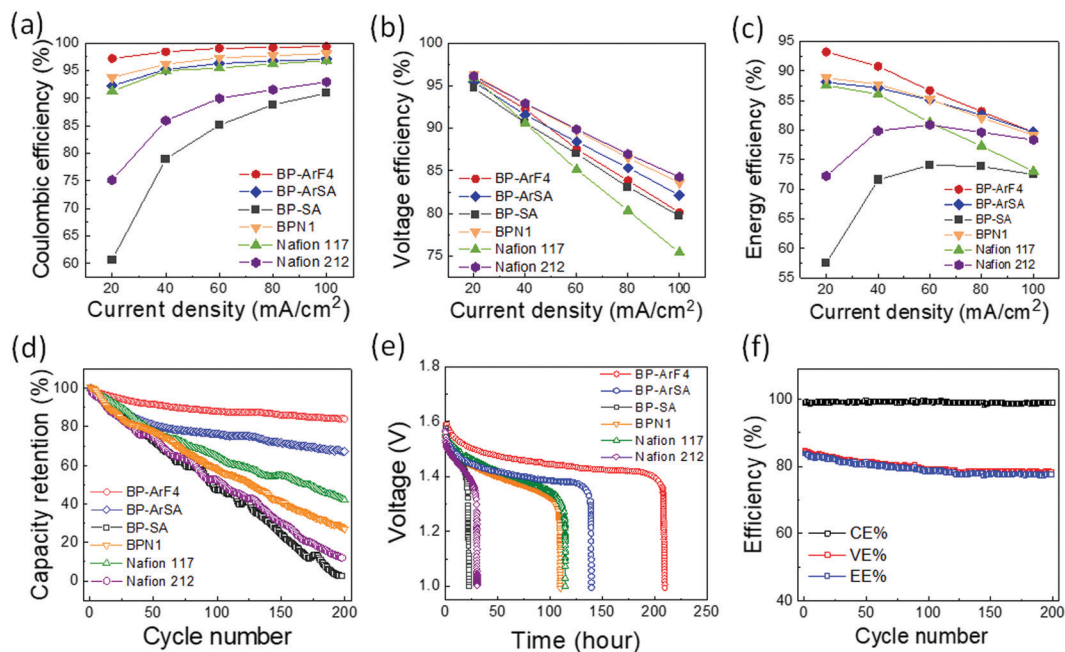 (a)
Coulombic efficiency (%)
100
95
90
85
80
75
70
65
60
BP-ArF4
BP-ArSA
BP-SA
BPN1
Nafion 117
Nafion 212
20 40 60 80 100
Current density (mA/cm2)
(b)
Voltage efficiency (%)
100
95
90
85
80
75
BP-ArF4
BP-ArSA
BP-SA
BPN1
Nafion 117
Nafion 212
20 40 60 80 100
Current density (mA/cm2)
(c)
Energy efficiency (%)
95
90
85
80
75
70
65
60
55
BP-ArF4
BP-ArSA
BP-SA
BPN1
Nafion 117
Nafion 212
20 40 60 80 100
Current density (mA/cm2)
(d)
Capacity retention (%)
100
80
60
40
20
0
BP-ArF4
BP-ArSA
BP-SA
BPN1
Nafion 117
Nafion 212
0 50 100 150 200
Cycle number
(e)
Voltage (V)
1.8
1.6
1.4
1.2
1.0
BP-ArF4
BP-ArSA
BP-SA
BPN1
Nafion 117
Nafion 212
0 50 100 150 200 250
Time (hour)
(f)
Efficiency (%)
120
100
80
60
40
CE%
VE%
EE%
0 50 100 150 200
Cycle number